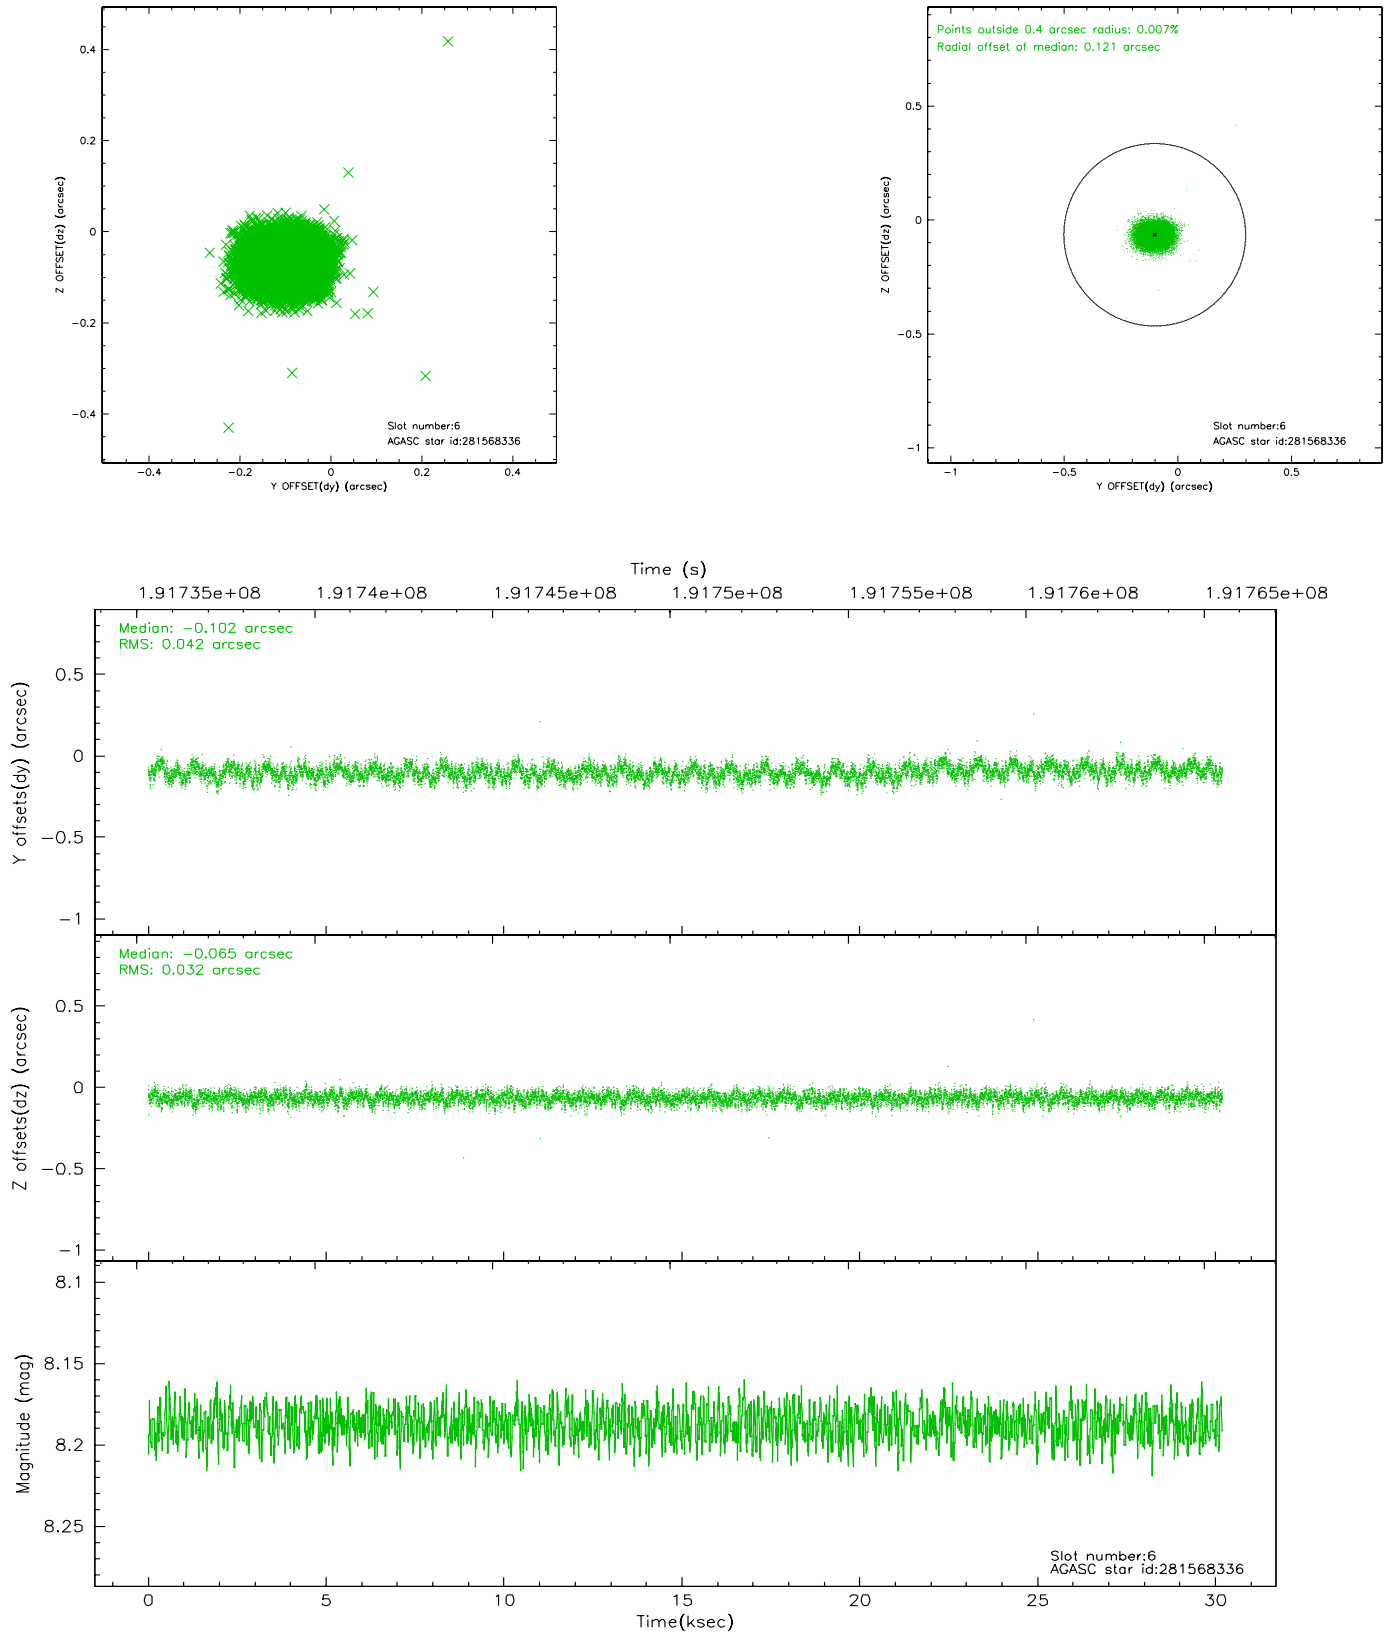 0.4
0.2
0
−0.2
−0.4
Z OFFSET(dz) (arcsec)
−0.4 −0.2 0 0.2 0.4
Y OFFSET(dy) (arcsec)
Slot number:6
AGASC star id:281568336
Points outside 0.4 arcsec radius: 0.007%
Radial offset of median: 0.121 arcsec
0.5
0
−0.5
−1
Z OFFSET(dz) (arcsec)
−1 −0.5 0 0.5
Y OFFSET(dy) (arcsec)
Slot number:6
AGASC star id:281568336
Time (s)
1.91735e+08 1.9174e+08 1.91745e+08 1.9175e+08 1.91755e+08 1.9176e+08 1.91765e+08
Median: −0.102 arcsec
RMS: 0.042 arcsec
0.5
0
−0.5
−1
Y offsets(dy) (arcsec)
Median: −0.065 arcsec
RMS: 0.032 arcsec
0.5
0
−0.5
−1
Z offsets(dz) (arcsec)
8.1
8.15
8.2
8.25
Magnitude (mag)
Slot number:6
AGASC star id:281568336
0 5 10 15 20 25 30
Time(ksec)